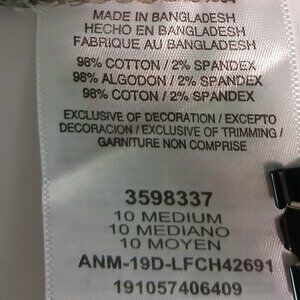 MADE IN BANGLADESH
HECHO EN BANGLADESH
FABRIQUE AU BANGLADESH
98% COTTON / 2% SPANDEX
98% ALGODON / 2% SPANDEX
98% COTON / 2% SPANDEX
EXCLUSIVE OF DECORATION / EXCEPTO
DECORACION / EXCLUSIVE OF TRIMMING /
GARNITURE NON COMPRISE
3598337
10 MEDIUM
10 MEDIANO
10 MOYEN
ANM-19D-LFCH42691
191057406409